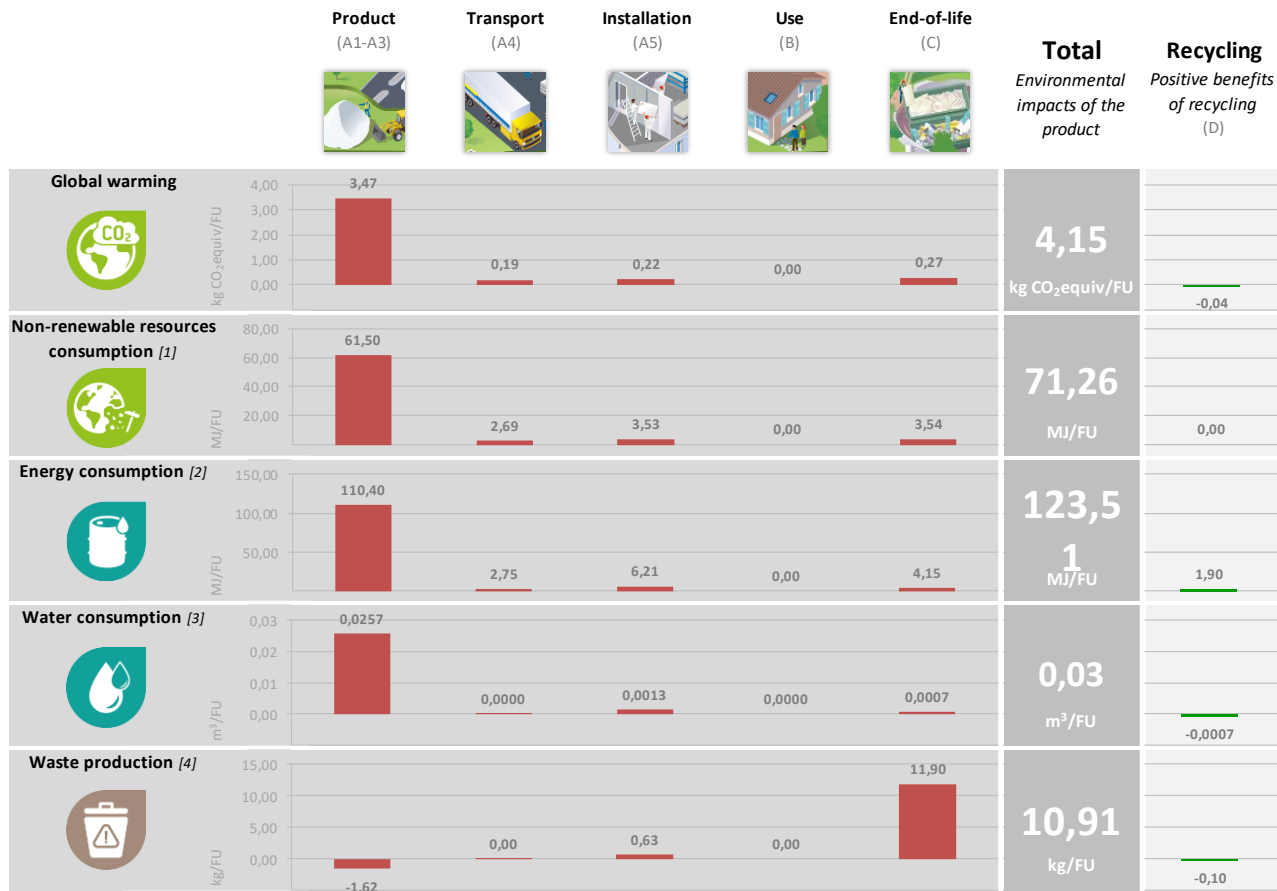 Product
(A1-A3)
Transport
(A4)
Installation
(A5)
Use
(B)
End-of-life
(C)
Total
Environmental
impacts of the
product
Recycling
Positive benefits
of recycling
(D)
Global warming
CO2
kg CO2equiv/FU
4,00
3,00
2,00
1,00
0,00
3,47
0,19
0,22
0,00
0,27
4,15
kg CO2equiv/FU
-0,04
Non-renewable resources
consumption [1]
MJ/FU
80,00
60,00
40,00
20,00
61,50
2,69
3,53
0,00
3,54
71,26
MJ/FU
0,00
Energy consumption [2]
MJ/FU
150,00
100,00
50,00
110,40
2,75
6,21
0,00
4,15
123,5
1
MJ/FU
1,90
Water consumption [3]
m3/FU
0,03
0,02
0,01
0,00
0,0257
0,0000
0,0013
0,0000
0,0007
0,03
m3/FU
-0,0007
Waste production [4]
kg/FU
15,00
10,00
5,00
0,00
-1,62
0,00
0,63
0,00
11,90
10,91
kg/FU
-0,10